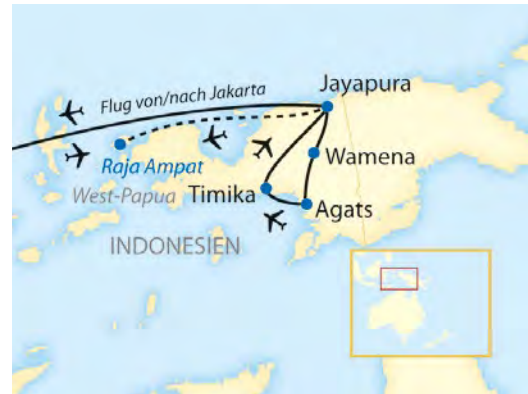 Jayapura
Flug von/nach Jakarta
Wamena
Raja Ampat
West-Papua
Timika
Agats
INDONESIEN